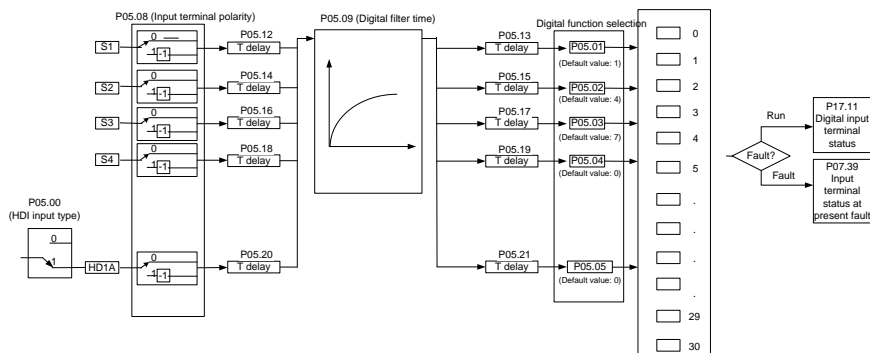 P05.08 (Input terminal polarity)
P05.09 (Digital filter time)
Digital function selection
S1
0
1
-1
P05.12
T delay
P05.13
T delay
P05.01
(Default value: 1)
S2
0
1
-1
P05.14
T delay
P05.15
T delay
P05.02
(Default value: 4)
S3
0
1
-1
P05.16
T delay
P05.17
T delay
P05.03
(Default value: 7)
S4
0
1
-1
P05.18
T delay
P05.19
T delay
P05.04
(Default value: 0)
P05.00
(HDI input type)
0
1
HD1A
0
1
-1
P05.20
T delay
P05.21
T delay
P05.05
(Default value: 0)
0
1
2
3
4
5
.
.
.
.
29
30
Fault?
Run
Fault
P17.11
Digital input
terminal
status
P07.39
Input
terminal
status at
present fault